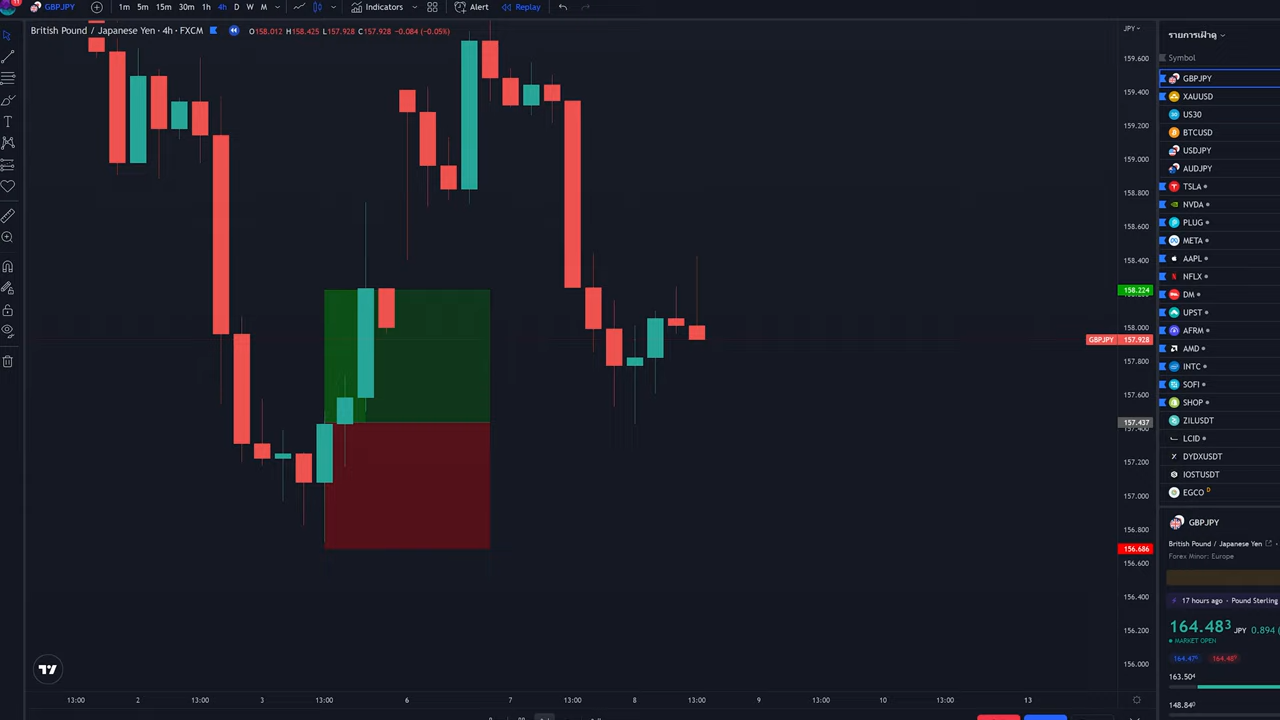 GBPJPY 1m 5m 15m 30m 1h 4h D W M Indicators Alert Replay
British Pound / Japanese Yen · 4h · FXCM O158.012 H158.425 L157.928 C157.928 -0.084 (-0.05%)
JPY
159.600
159.400
159.200
159.000
158.800
158.600
158.400
158.224
158.000
GBPJPY 157.928
157.800
157.600
157.437
157.400
157.200
157.000
156.800
156.686
156.600
156.400
156.200
156.000
13:00 2 13:00 3 13:00 6 7 13:00 8 13:00 9 13:00 10 13:00 13
รายการเฝ้าดู
Symbol
GBPJPY
XAUUSD
US30
BTCUSD
USDJPY
AUDJPY
TSLA
NVDA
PLUG
META
AAPL
NFLX
DM
UPST
AFRM
AMD
INTC
SOFI
SHOP
ZILUSDT
LCID
DYDXUSDT
IOSTUSDT
EGCO D
GBPJPY
British Pound / Japanese Yen
Forex Minor: Europe
17 hours ago · Pound Sterling
164.483 JPY 0.894
MARKET OPEN
164.47 164.48
163.504
148.84